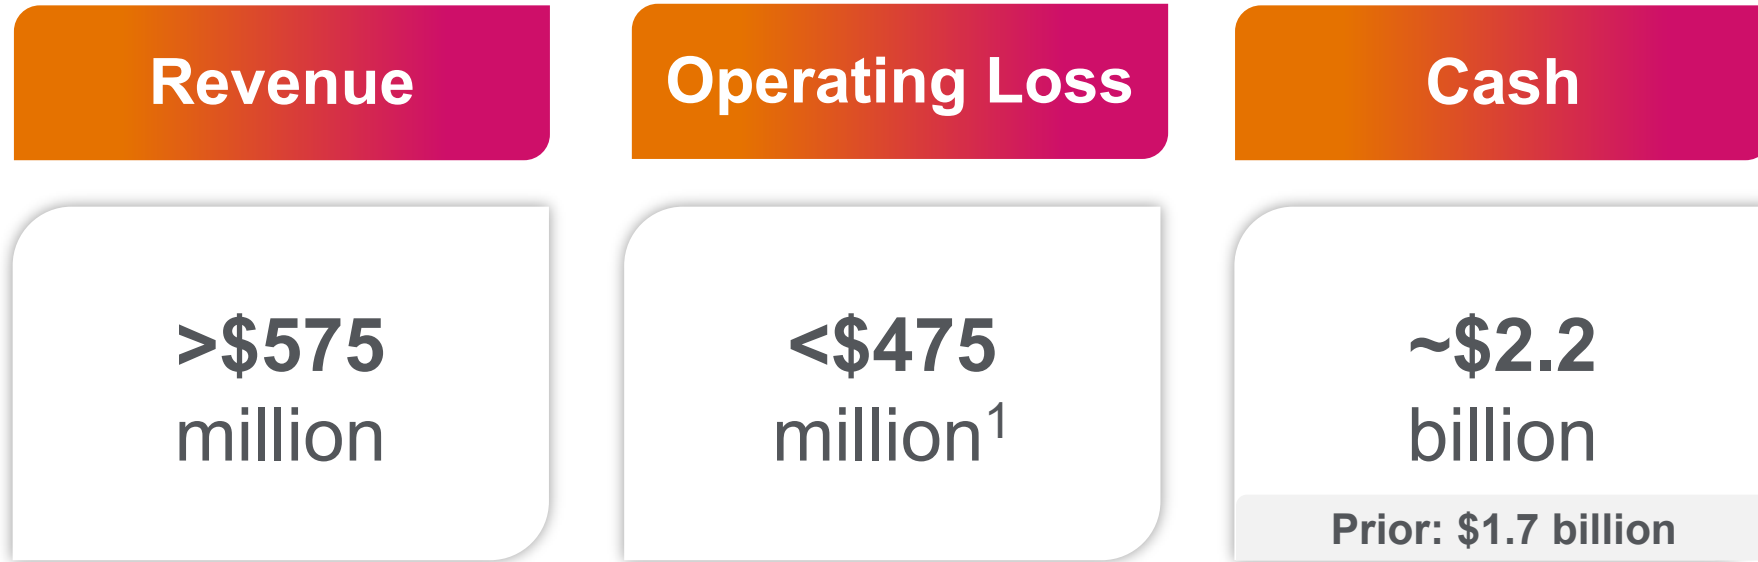 Revenue
Operating Loss
Cash
>$575
million
<$475
million¹
~$2.2
billion
Prior: $1.7 billion